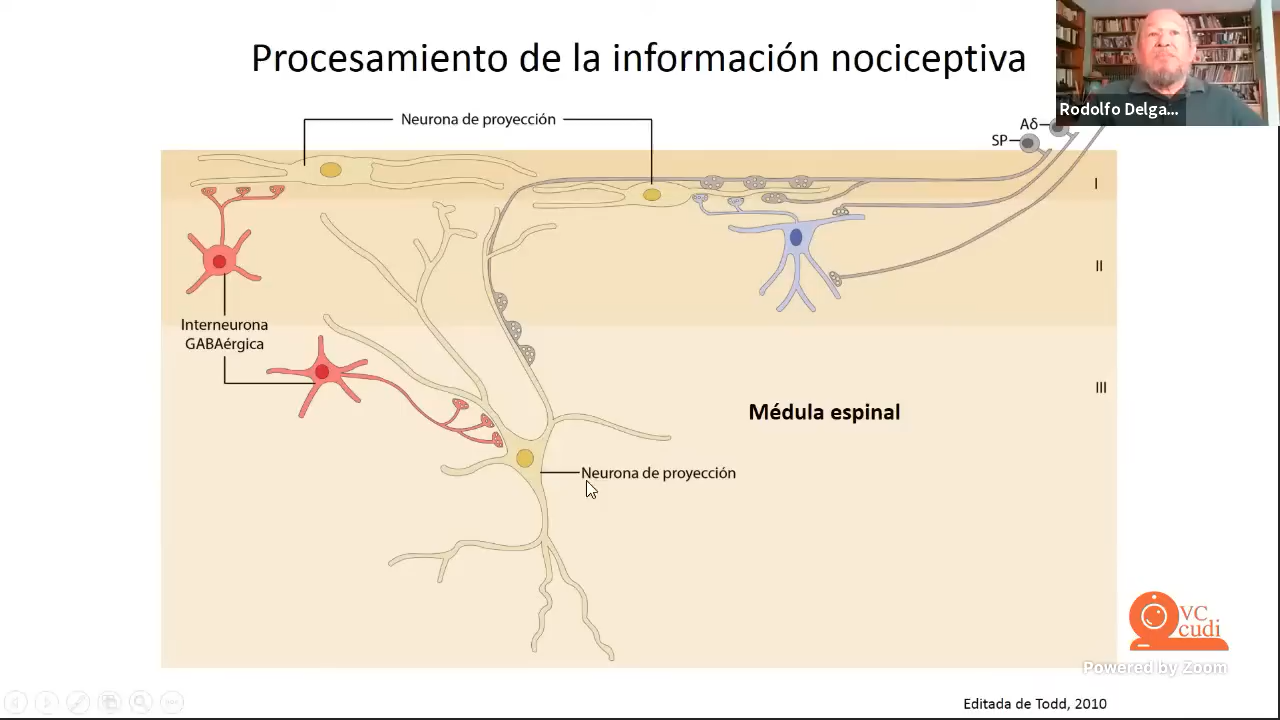 Procesamiento de la información nociceptiva
Rodolfo Delga...
Neurona de proyección
Aδ
SP
I
II
Interneurona
GABAérgica
III
Médula espinal
Neurona de proyección
VC
cudi
Powered by Zoom
Editada de Todd, 2010